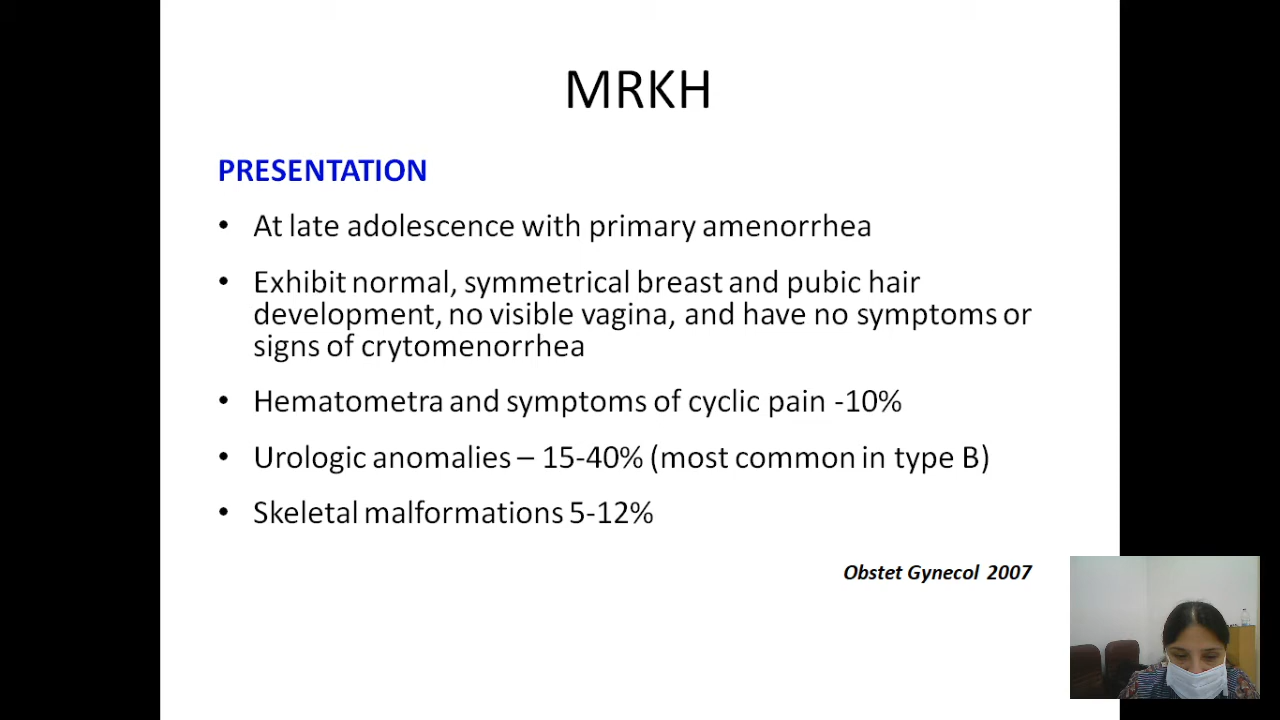 MRKH
PRESENTATION
• At late adolescence with primary amenorrhea
• Exhibit normal, symmetrical breast and pubic hair
development, no visible vagina, and have no symptoms or
signs of crytomenorrhea
• Hematometra and symptoms of cyclic pain -10%
• Urologic anomalies – 15-40% (most common in type B)
• Skeletal malformations 5-12%
Obstet Gynecol 2007